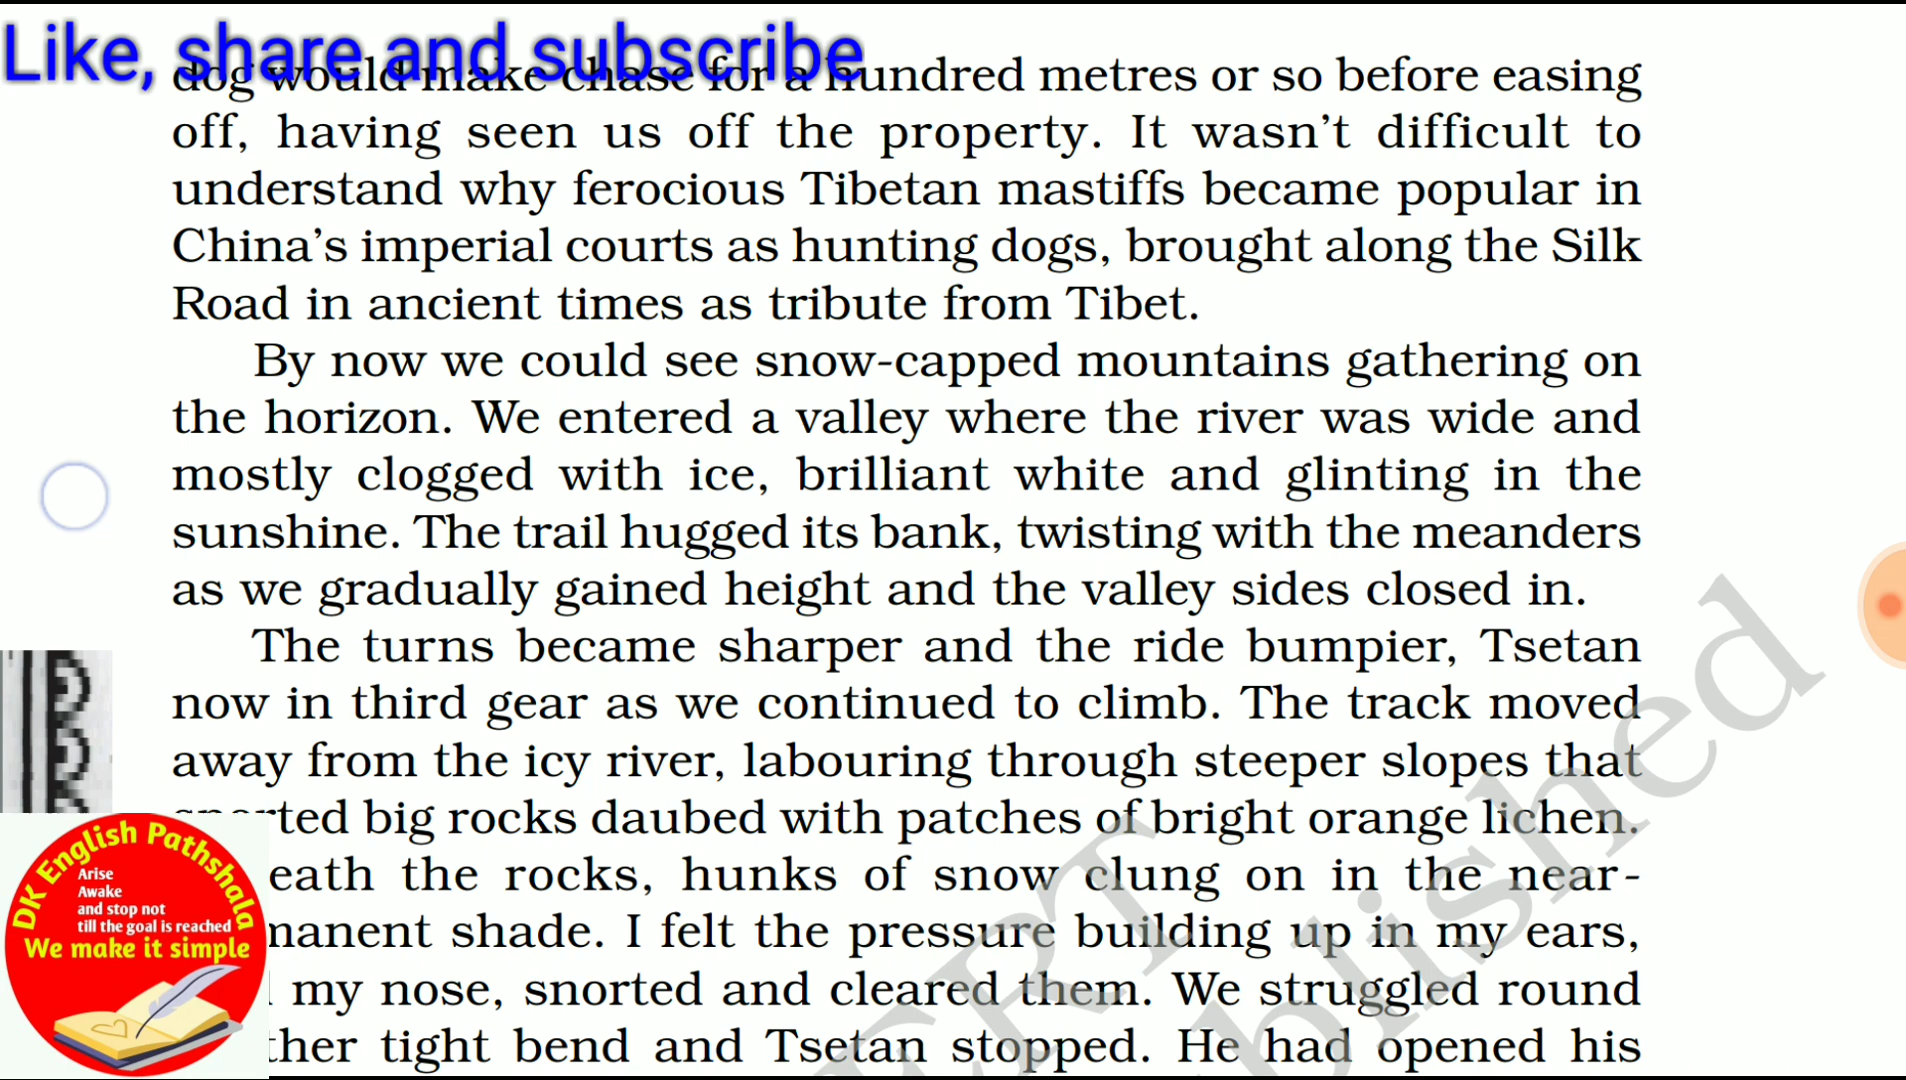 Like, share and subscribe
dog would make chase for a hundred metres or so before easing
off, having seen us off the property. It wasn't difficult to
understand why ferocious Tibetan mastiffs became popular in
China's imperial courts as hunting dogs, brought along the Silk
Road in ancient times as tribute from Tibet.
By now we could see snow-capped mountains gathering on
the horizon. We entered a valley where the river was wide and
mostly clogged with ice, brilliant white and glinting in the
sunshine. The trail hugged its bank, twisting with the meanders
as we gradually gained height and the valley sides closed in.
The turns became sharper and the ride bumpier, Tsetan
now in third gear as we continued to climb. The track moved
away from the icy river, labouring through steeper slopes that
rted big rocks daubed with patches of bright orange lichen.
eath the rocks, hunks of snow clung on in the near-
manent shade. I felt the pressure building up in my ears,
my nose, snorted and cleared them. We struggled round
ther tight bend and Tsetan stopped. He had opened his
DK English Pathshala
Arise
Awake
and stop not
till the goal is reached
We make it simple
ERT
blished